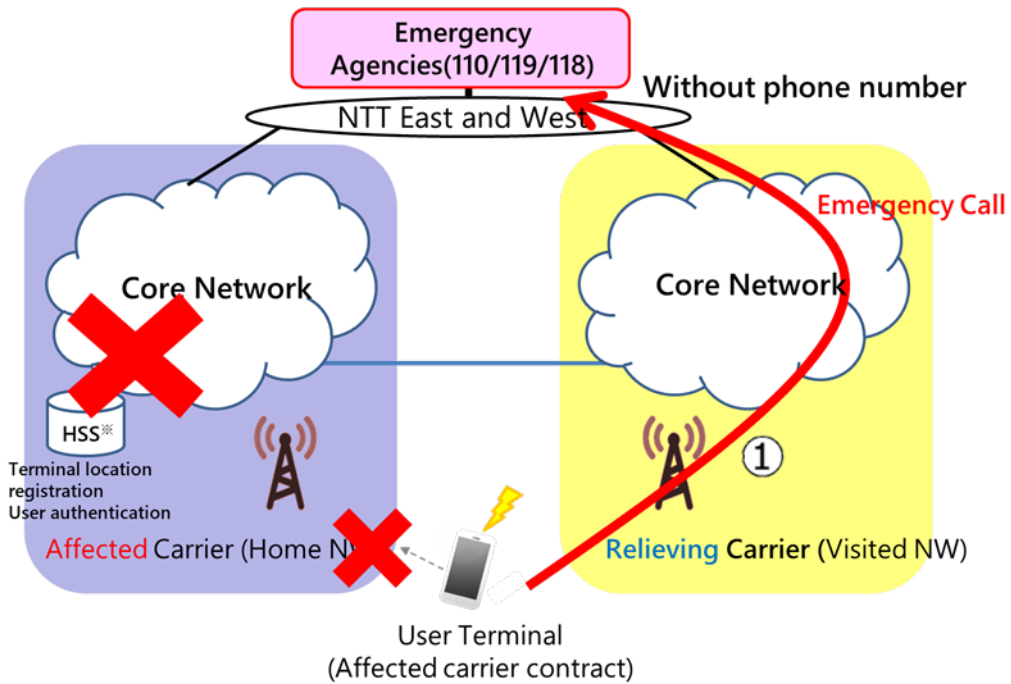 Emergency
Agencies(110/119/118)
Without phone number
NTT East and West
Emergency Call
Core Network
Core Network
HSS※
①
Terminal location
registration
User authentication
Affected Carrier (Home N
Relieving Carrier (Visited NW)
User Terminal
(Affected carrier contract)